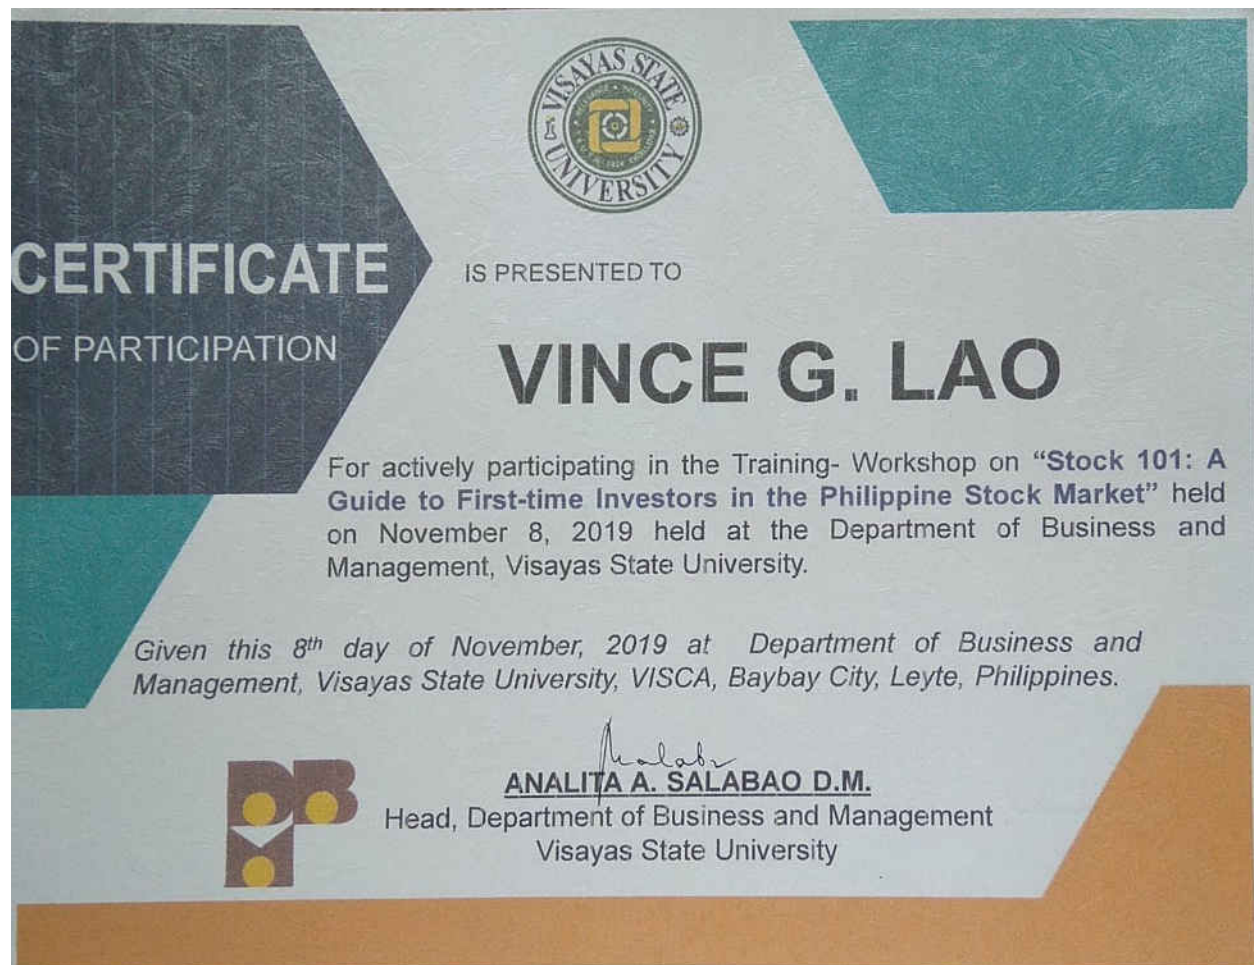 VISAYAS STATE
UNIVERSITY
CERTIFICATE
OF PARTICIPATION
IS PRESENTED TO
VINCE G. LAO
For actively participating in the Training- Workshop on “Stock 101: A
Guide to First-time Investors in the Philippine Stock Market” held
on November 8, 2019 held at the Department of Business and
Management, Visayas State University.
Given this 8th day of November, 2019 at Department of Business and
Management, Visayas State University, VISCA, Baybay City, Leyte, Philippines.
ANALITA A. SALABAO D.M.
Head, Department of Business and Management
Visayas State University